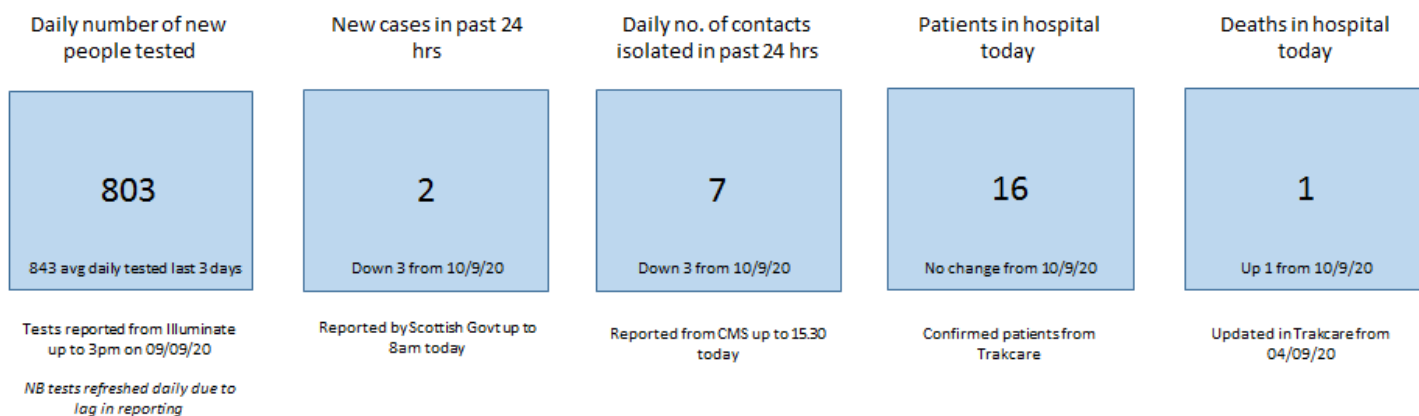 Daily number of new
people tested
803
843 avg daily tested last 3 days
Tests reported from Illuminate
up to 3pm on 09/09/20
NB tests refreshed daily due to
lag in reporting
New cases in past 24
hrs
2
Down 3 from 10/9/20
Reported by Scottish Govt up to
8am today
Daily no. of contacts
isolated in past 24 hrs
7
Down 3 from 10/9/20
Reported from CMS up to 15.30
today
Patients in hospital
today
16
No change from 10/9/20
Confirmed patients from
Trakcare
Deaths in hospital
today
1
Up 1 from 10/9/20
Updated in Trakcare from
04/09/20